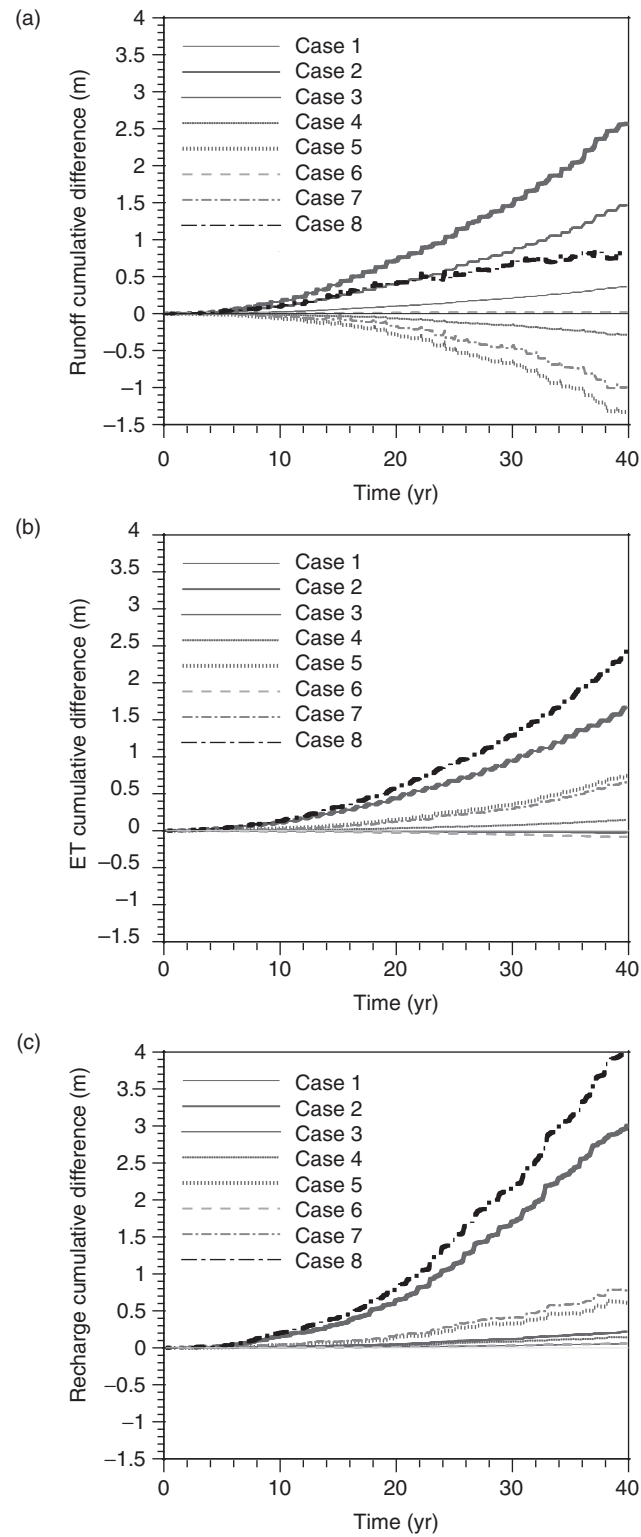 (a)
Runoff cumulative difference (m)
4
3.5
3
2.5
2
1.5
1
0.5
0
−0.5
−1
−1.5
Case 1
Case 2
Case 3
Case 4
Case 5
Case 6
Case 7
Case 8
0 10 20 30 40
Time (yr)
(b)
ET cumulative difference (m)
4
3.5
3
2.5
2
1.5
1
0.5
0
−0.5
−1
−1.5
Case 1
Case 2
Case 3
Case 4
Case 5
Case 6
Case 7
Case 8
0 10 20 30 40
Time (yr)
(c)
Recharge cumulative difference (m)
4
3.5
3
2.5
2
1.5
1
0.5
0
−0.5
−1
−1.5
Case 1
Case 2
Case 3
Case 4
Case 5
Case 6
Case 7
Case 8
0 10 20 30 40
Time (yr)